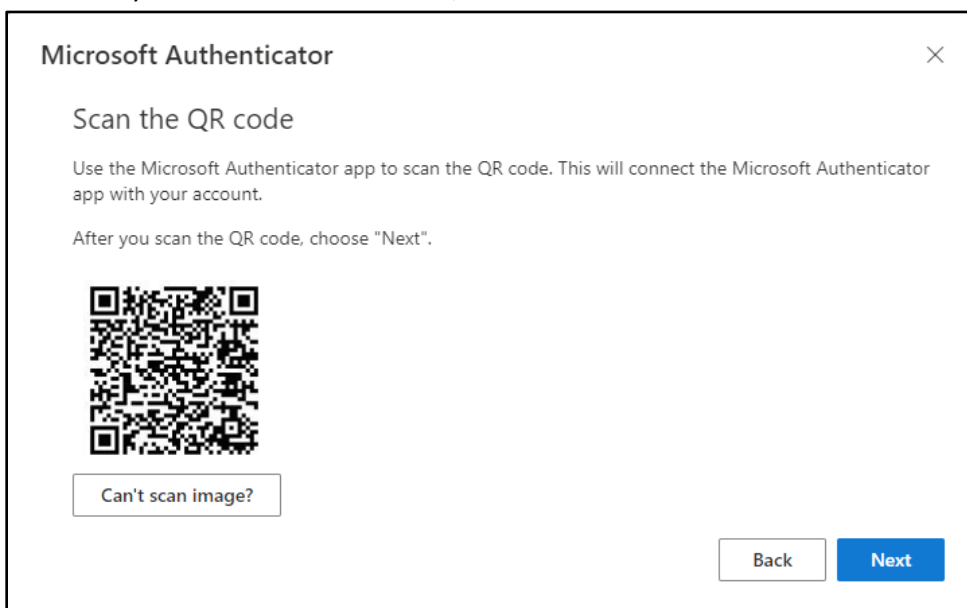 Microsoft Authenticator
Scan the QR code
Use the Microsoft Authenticator app to scan the QR code. This will connect the Microsoft Authenticator
app with your account.
After you scan the QR code, choose "Next".
Can't scan image?
Back Next